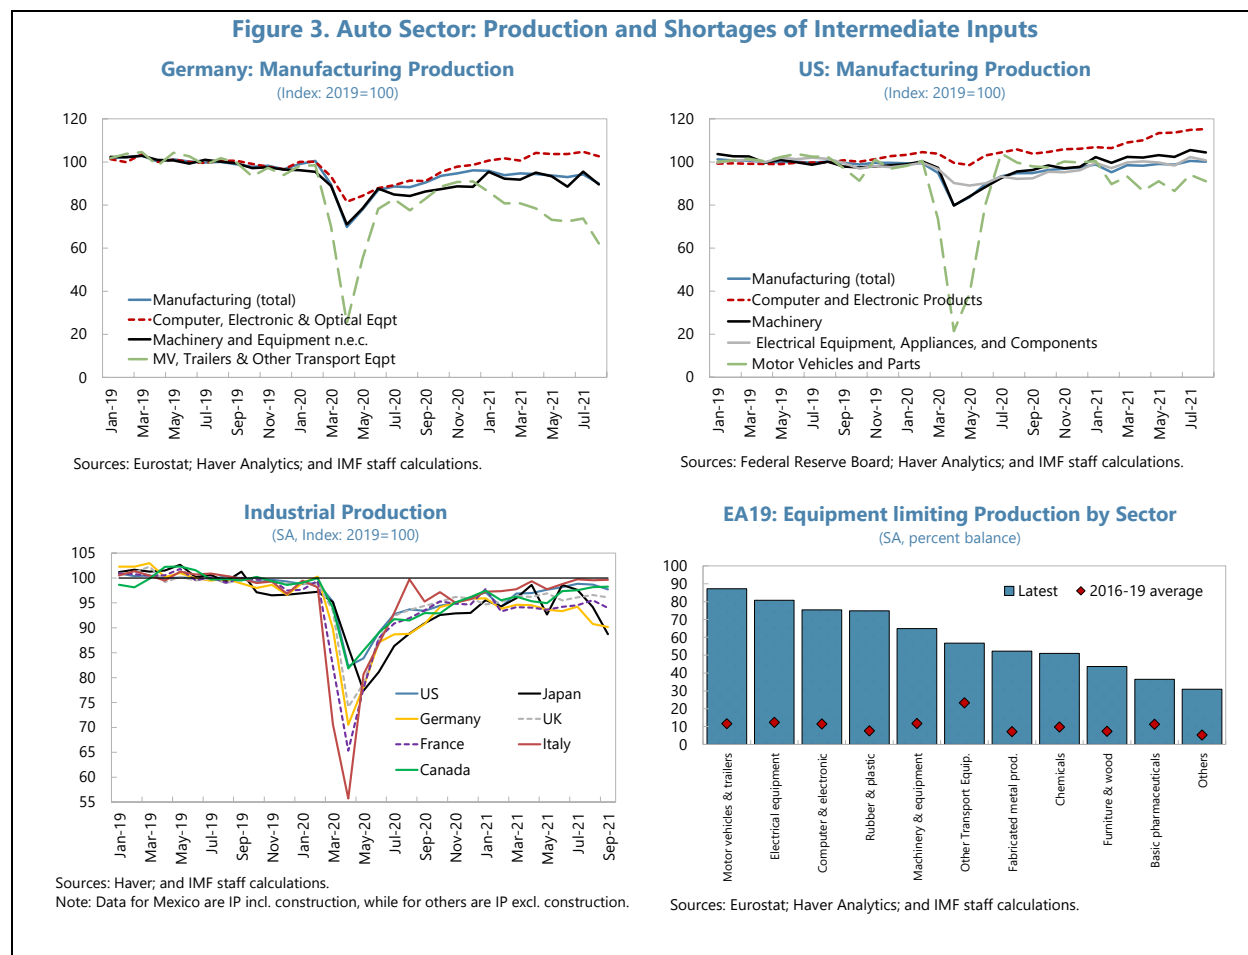 Figure 3. Auto Sector: Production and Shortages of Intermediate Inputs
Germany: Manufacturing Production
(Index: 2019=100)
120
100
80
60
40
20
0
Manufacturing (total)
Computer, Electronic & Optical Eqpt
Machinery and Equipment n.e.c.
MV, Trailers & Other Transport Eqpt
Jan-19
Mar-19
May-19
Jul-19
Sep-19
Nov-19
Jan-20
Mar-20
May-20
Jul-20
Sep-20
Nov-20
Jan-21
Mar-21
May-21
Jul-21
Sources: Eurostat; Haver Analytics; and IMF staff calculations.
US: Manufacturing Production
(Index: 2019=100)
120
100
80
60
40
20
0
Manufacturing (total)
Computer and Electronic Products
Machinery
Electrical Equipment, Appliances, and Components
Motor Vehicles and Parts
Jan-19
Mar-19
May-19
Jul-19
Sep-19
Nov-19
Jan-20
Mar-20
May-20
Jul-20
Sep-20
Nov-20
Jan-21
Mar-21
May-21
Jul-21
Sources: Federal Reserve Board; Haver Analytics; and IMF staff calculations.
Industrial Production
(SA, Index: 2019=100)
105
100
95
90
85
80
75
70
65
60
55
US
Japan
Germany
UK
France
Italy
Canada
Jan-19
Mar-19
May-19
Jul-19
Sep-19
Nov-19
Jan-20
Mar-20
May-20
Jul-20
Sep-20
Nov-20
Jan-21
Mar-21
May-21
Jul-21
Sep-21
Sources: Haver; and IMF staff calculations.
Note: Data for Mexico are IP incl. construction, while for others are IP excl. construction.
EA19: Equipment limiting Production by Sector
(SA, percent balance)
100
90
80
70
60
50
40
30
20
10
0
Latest
2016-19 average
Motor vehicles & trailers
Electrical equipment
Computer & electronic
Rubber & plastic
Machinery & equipment
Other Transport Equip.
Fabricated metal prod.
Chemicals
Furniture & wood
Basic pharmaceuticals
Others
Sources: Eurostat; Haver Analytics; and IMF staff calculations.